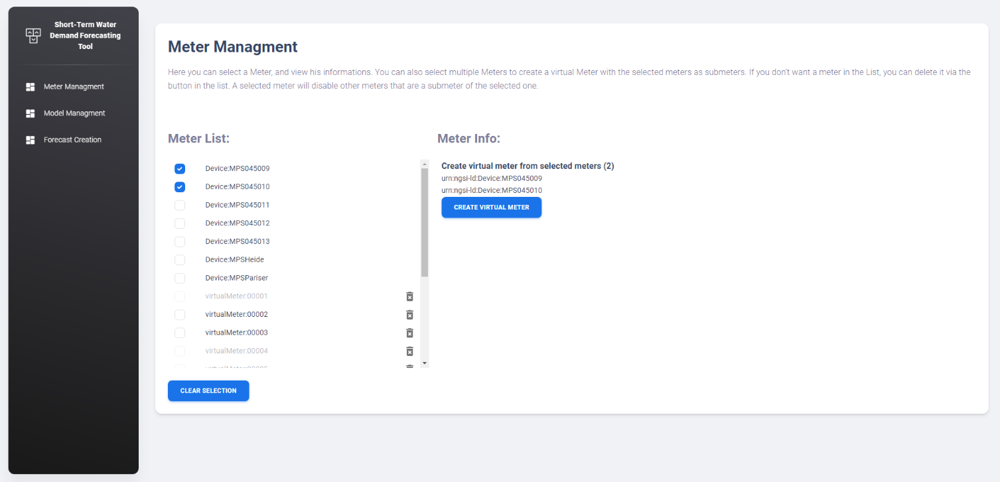 Short-Term Water
Demand Forecasting
Tool
Meter Managment
Model Managment
Forecast Creation
Meter Managment
Here you can select a Meter, and view his informations. You can also select multiple Meters to create a virtual Meter with the selected meters as submeters. If you don't want a meter in the List, you can delete it via the
button in the list. A selected meter will disable other meters that are a submeter of the selected one.
Meter List:
Device:MPS045009
Device:MPS045010
Device:MPS045011
Device:MPS045012
Device:MPS045013
Device:MPSHeide
Device:MPSPariser
virtualMeter:00001
virtualMeter:00002
virtualMeter:00003
virtualMeter:00004
CLEAR SELECTION
Meter Info:
Create virtual meter from selected meters (2)
urn:ngsi-ld:Device:MPS045009
urn:ngsi-ld:Device:MPS045010
CREATE VIRTUAL METER